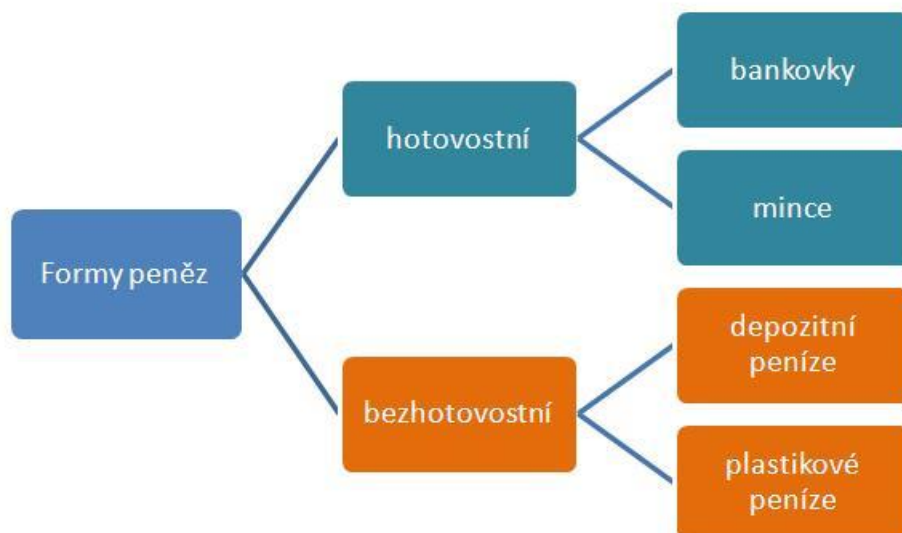 Formy peněz
hotovostní
bankovky
mince
bezhotovostní
depozitní
peníze
plastikové
peníze